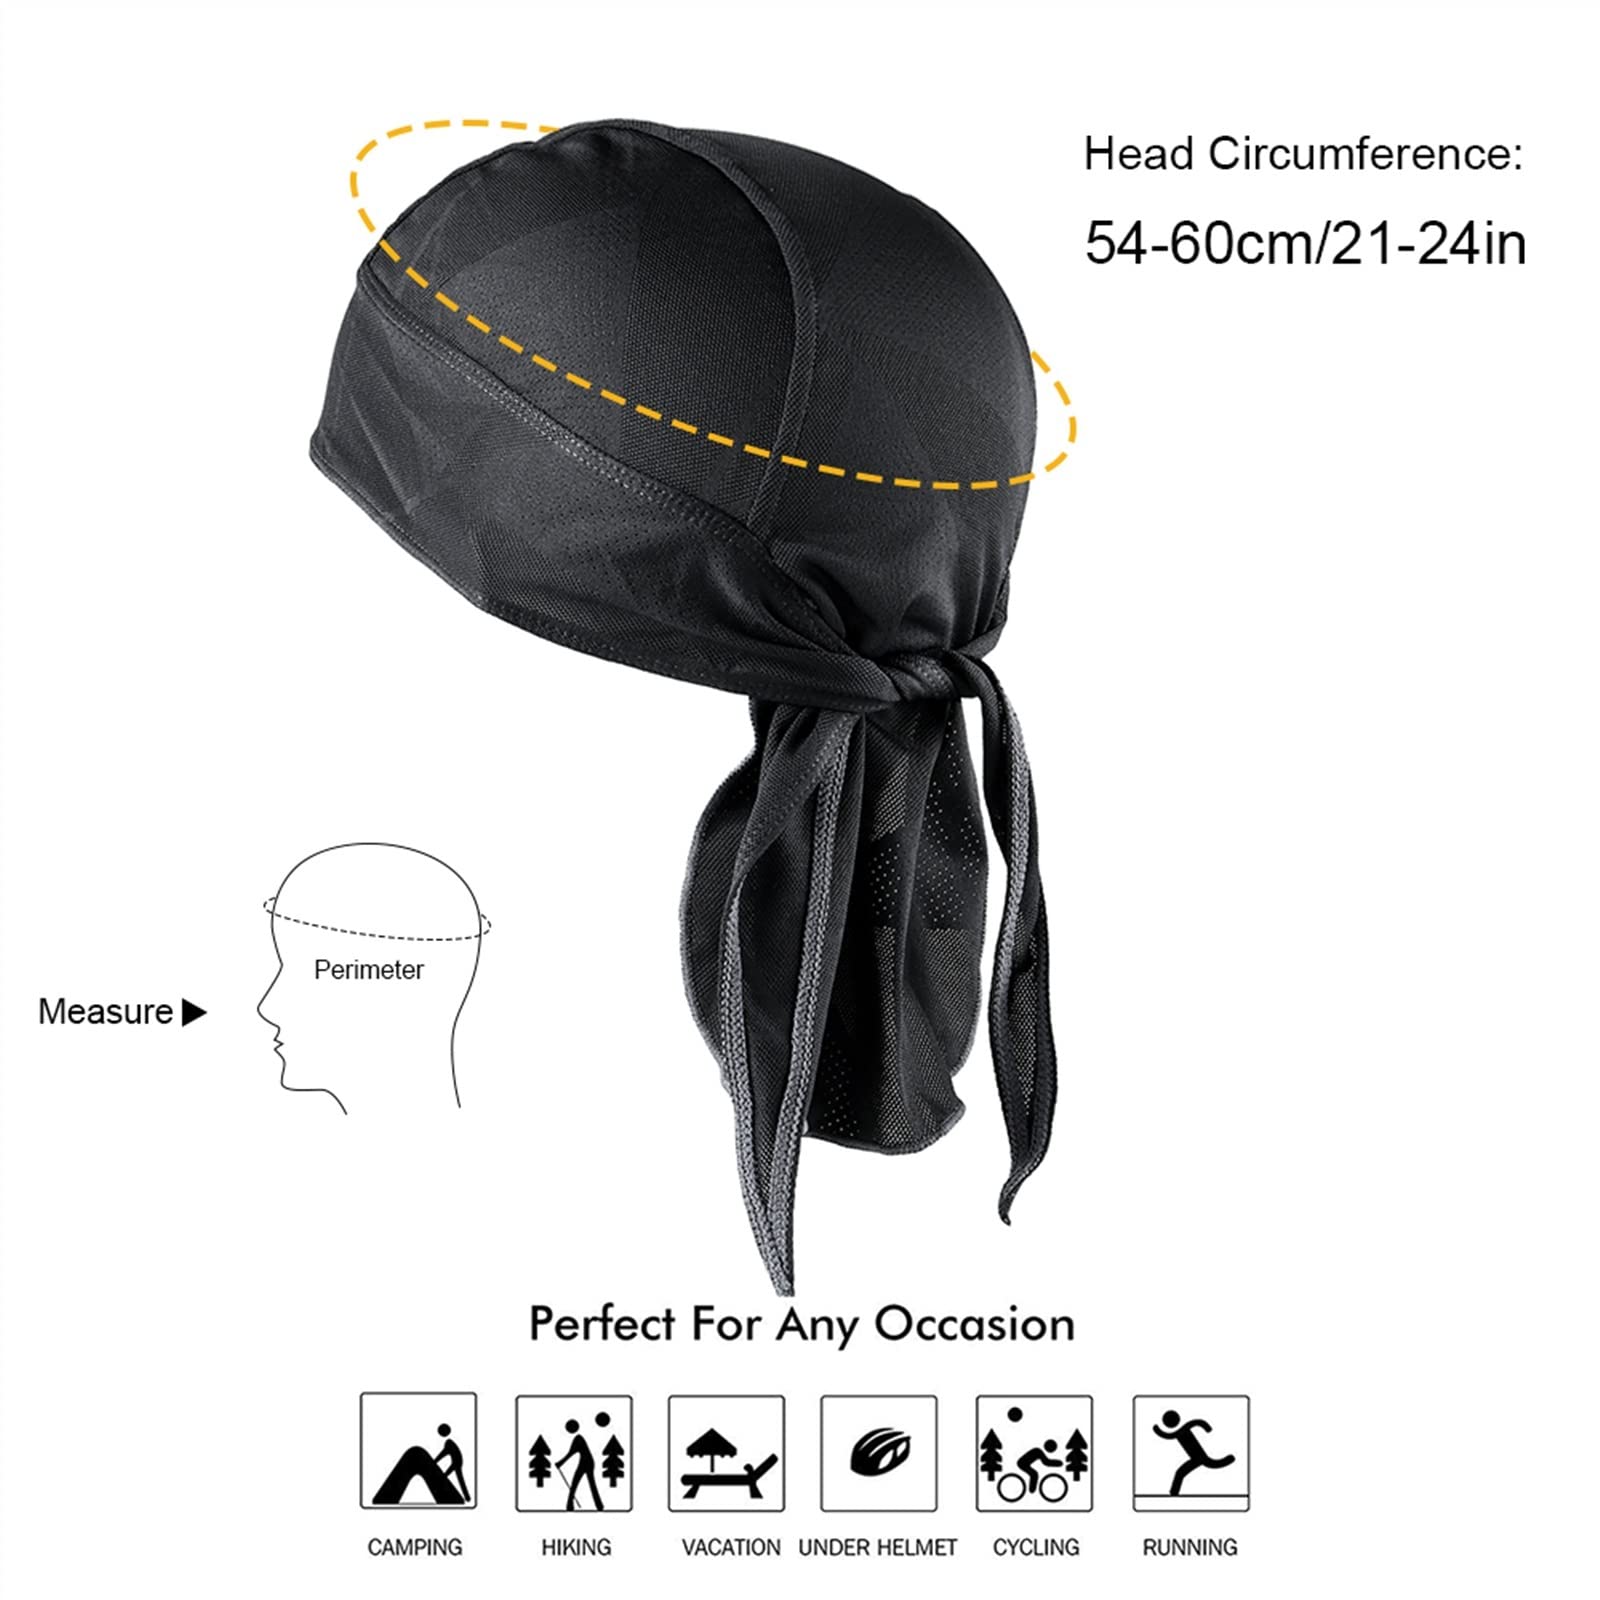 Head Circumference:
54-60cm/21-24in
Perimeter
Measure
Perfect For Any Occasion
CAMPING
HIKING
VACATION
UNDER HELMET
CYCLING
RUNNING